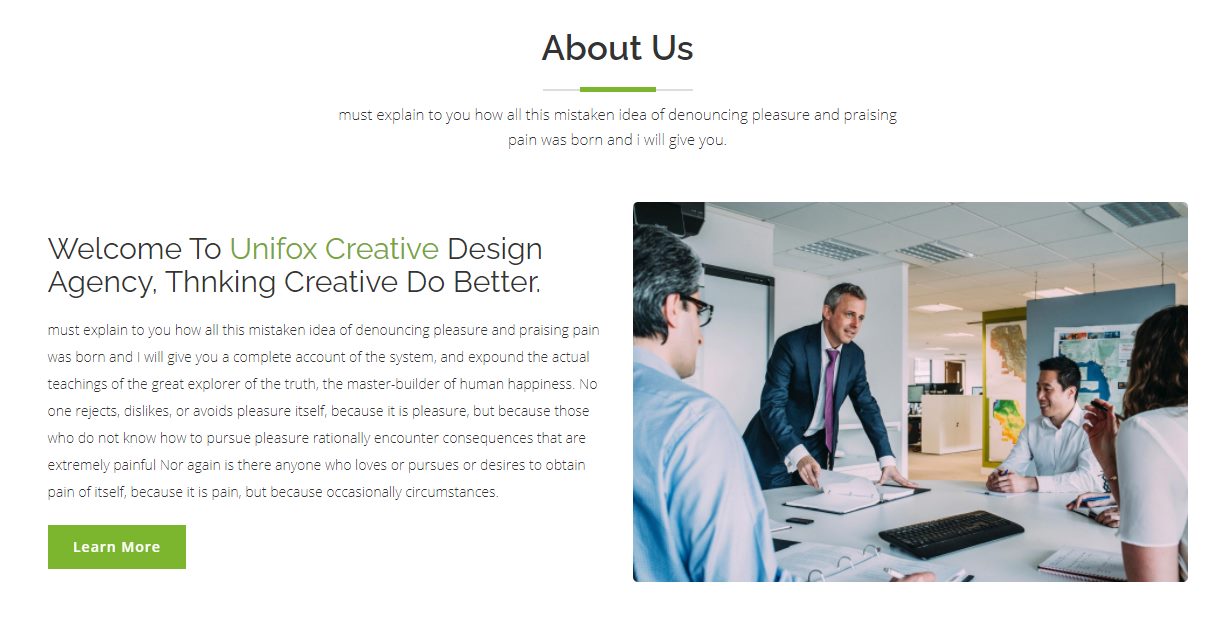 About Us
must explain to you how all this mistaken idea of denouncing pleasure and praising
pain was born and i will give you.
Welcome To Unifox Creative Design
Agency, Thnking Creative Do Better.
must explain to you how all this mistaken idea of denouncing pleasure and praising pain
was born and I will give you a complete account of the system, and expound the actual
teachings of the great explorer of the truth, the master-builder of human happiness. No
one rejects, dislikes, or avoids pleasure itself, because it is pleasure, but because those
who do not know how to pursue pleasure rationally encounter consequences that are
extremely painful Nor again is there anyone who loves or pursues or desires to obtain
pain of itself, because it is pain, but because occasionally circumstances.
Learn More